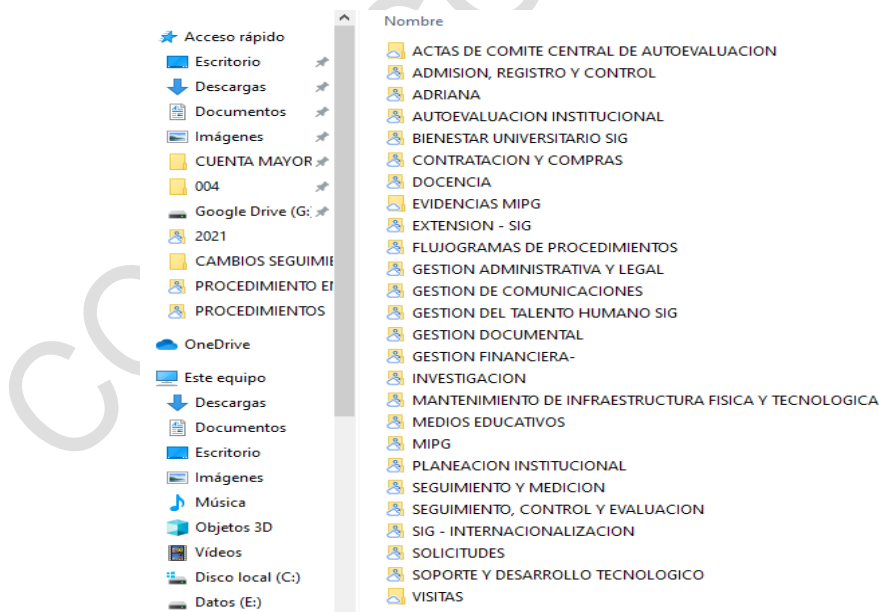 Acceso rápido
Escritorio
Descargas
Documentos
Imágenes
CUENTA MAYOR
004
Google Drive (G:
2021
CAMBIOS SEGUIMIE
PROCEDIMIENTO EN
PROCEDIMIENTOS
OneDrive
Este equipo
Descargas
Documentos
Escritorio
Imágenes
Música
Objetos 3D
Vídeos
Disco local (C:)
Datos (E:)
Nombre
ACTAS DE COMITE CENTRAL DE AUTOEVALUACION
ADMISION, REGISTRO Y CONTROL
ADRIANA
AUTOEVALUACION INSTITUCIONAL
BIENESTAR UNIVERSITARIO SIG
CONTRATACION Y COMPRAS
DOCENCIA
EVIDENCIAS MIPG
EXTENSION - SIG
FLUJOGRAMAS DE PROCEDIMIENTOS
GESTION ADMINISTRATIVA Y LEGAL
GESTION DE COMUNICACIONES
GESTION DEL TALENTO HUMANO SIG
GESTION DOCUMENTAL
GESTION FINANCIERA-
INVESTIGACION
MANTENIMIENTO DE INFRAESTRUCTURA FISICA Y TECNOLOGICA
MEDIOS EDUCATIVOS
MIPG
PLANEACION INSTITUCIONAL
SEGUIMIENTO Y MEDICION
SEGUIMIENTO, CONTROL Y EVALUACION
SIG - INTERNACIONALIZACION
SOLICITUDES
SOPORTE Y DESARROLLO TECNOLOGICO
VISITAS